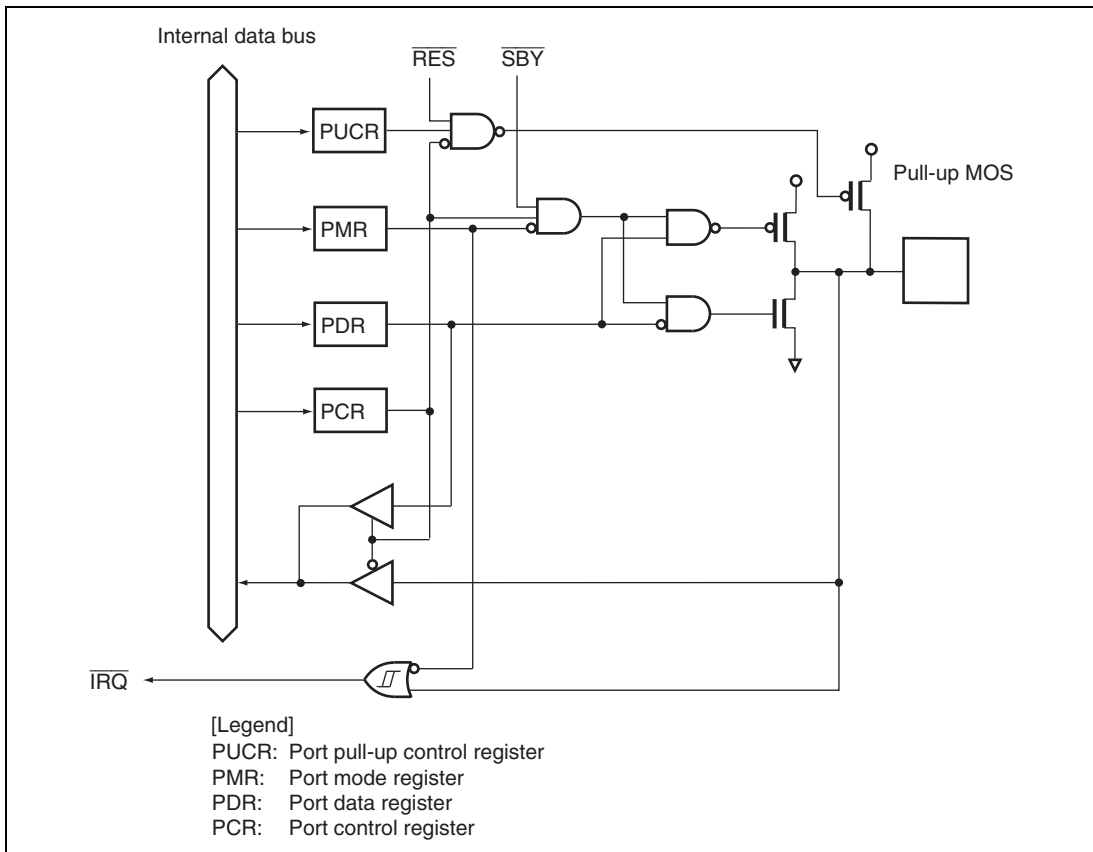 Internal data bus
RES
SBY
PUCR
Pull-up MOS
PMR
PDR
PCR
IRQ
[Legend]
PUCR: Port pull-up control register
PMR: Port mode register
PDR: Port data register
PCR: Port control register